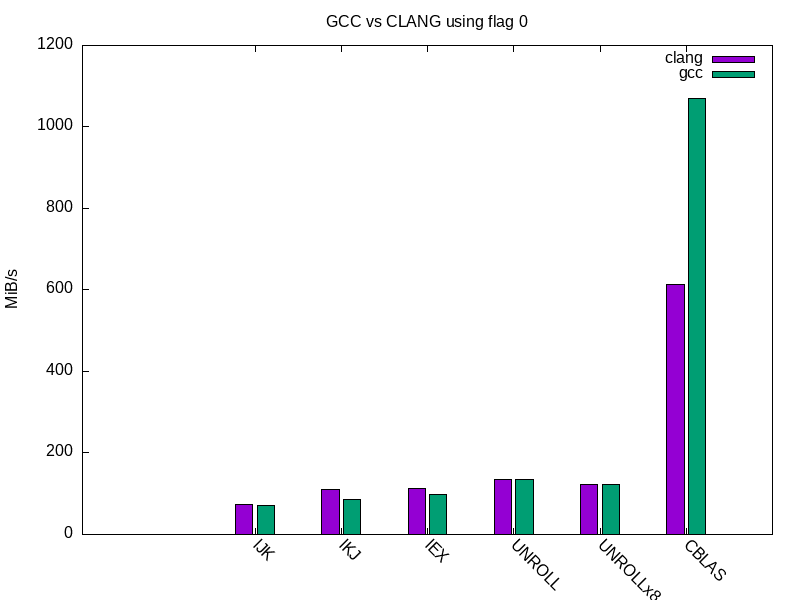 GCC vs CLANG using flag 0
1200
1000
800
600
400
200
0
MiB/s
clang
gcc
IJK
IKJ
IEX
UNROLL
UNROLLx8
CBLAS